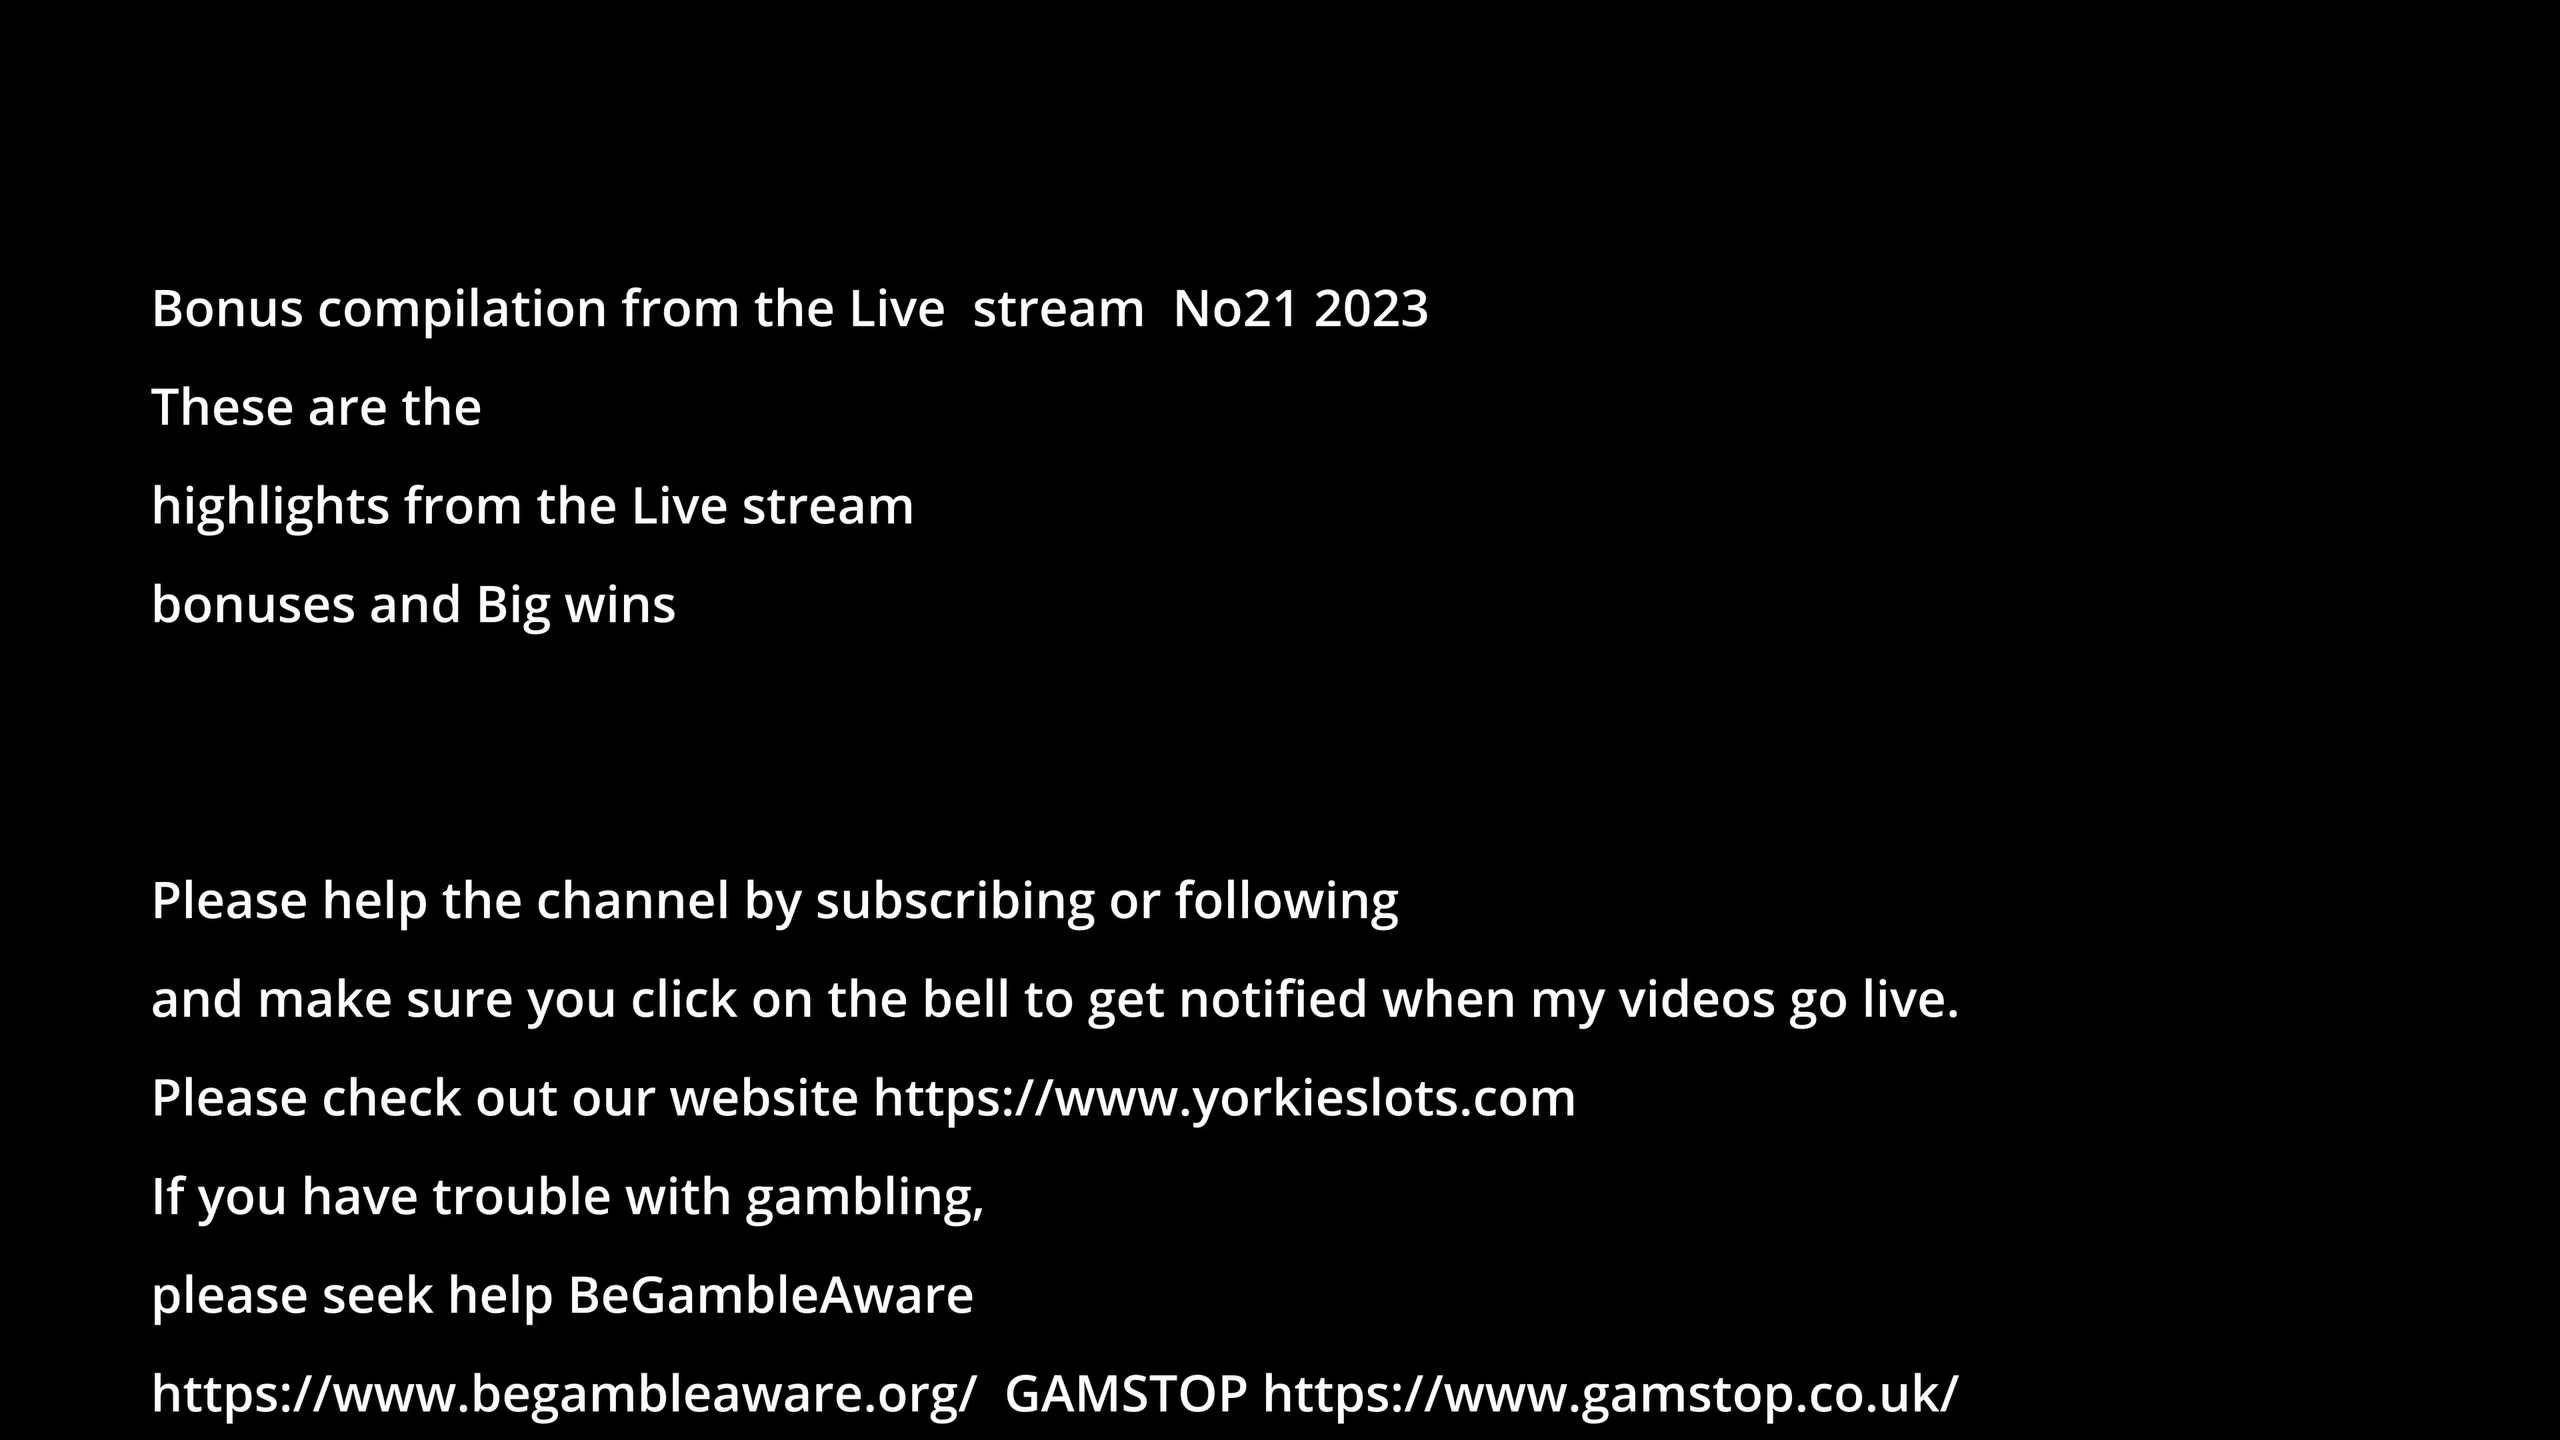 Bonus compilation from the Live  stream  No21 2023
These are the
highlights from the Live stream
bonuses and Big wins
Please help the channel by subscribing or following
and make sure you click on the bell to get notified when my videos go live.
Please check out our website https://www.yorkieslots.com
If you have trouble with gambling,
please seek help BeGambleAware
https://www.begambleaware.org/  GAMSTOP https://www.gamstop.co.uk/